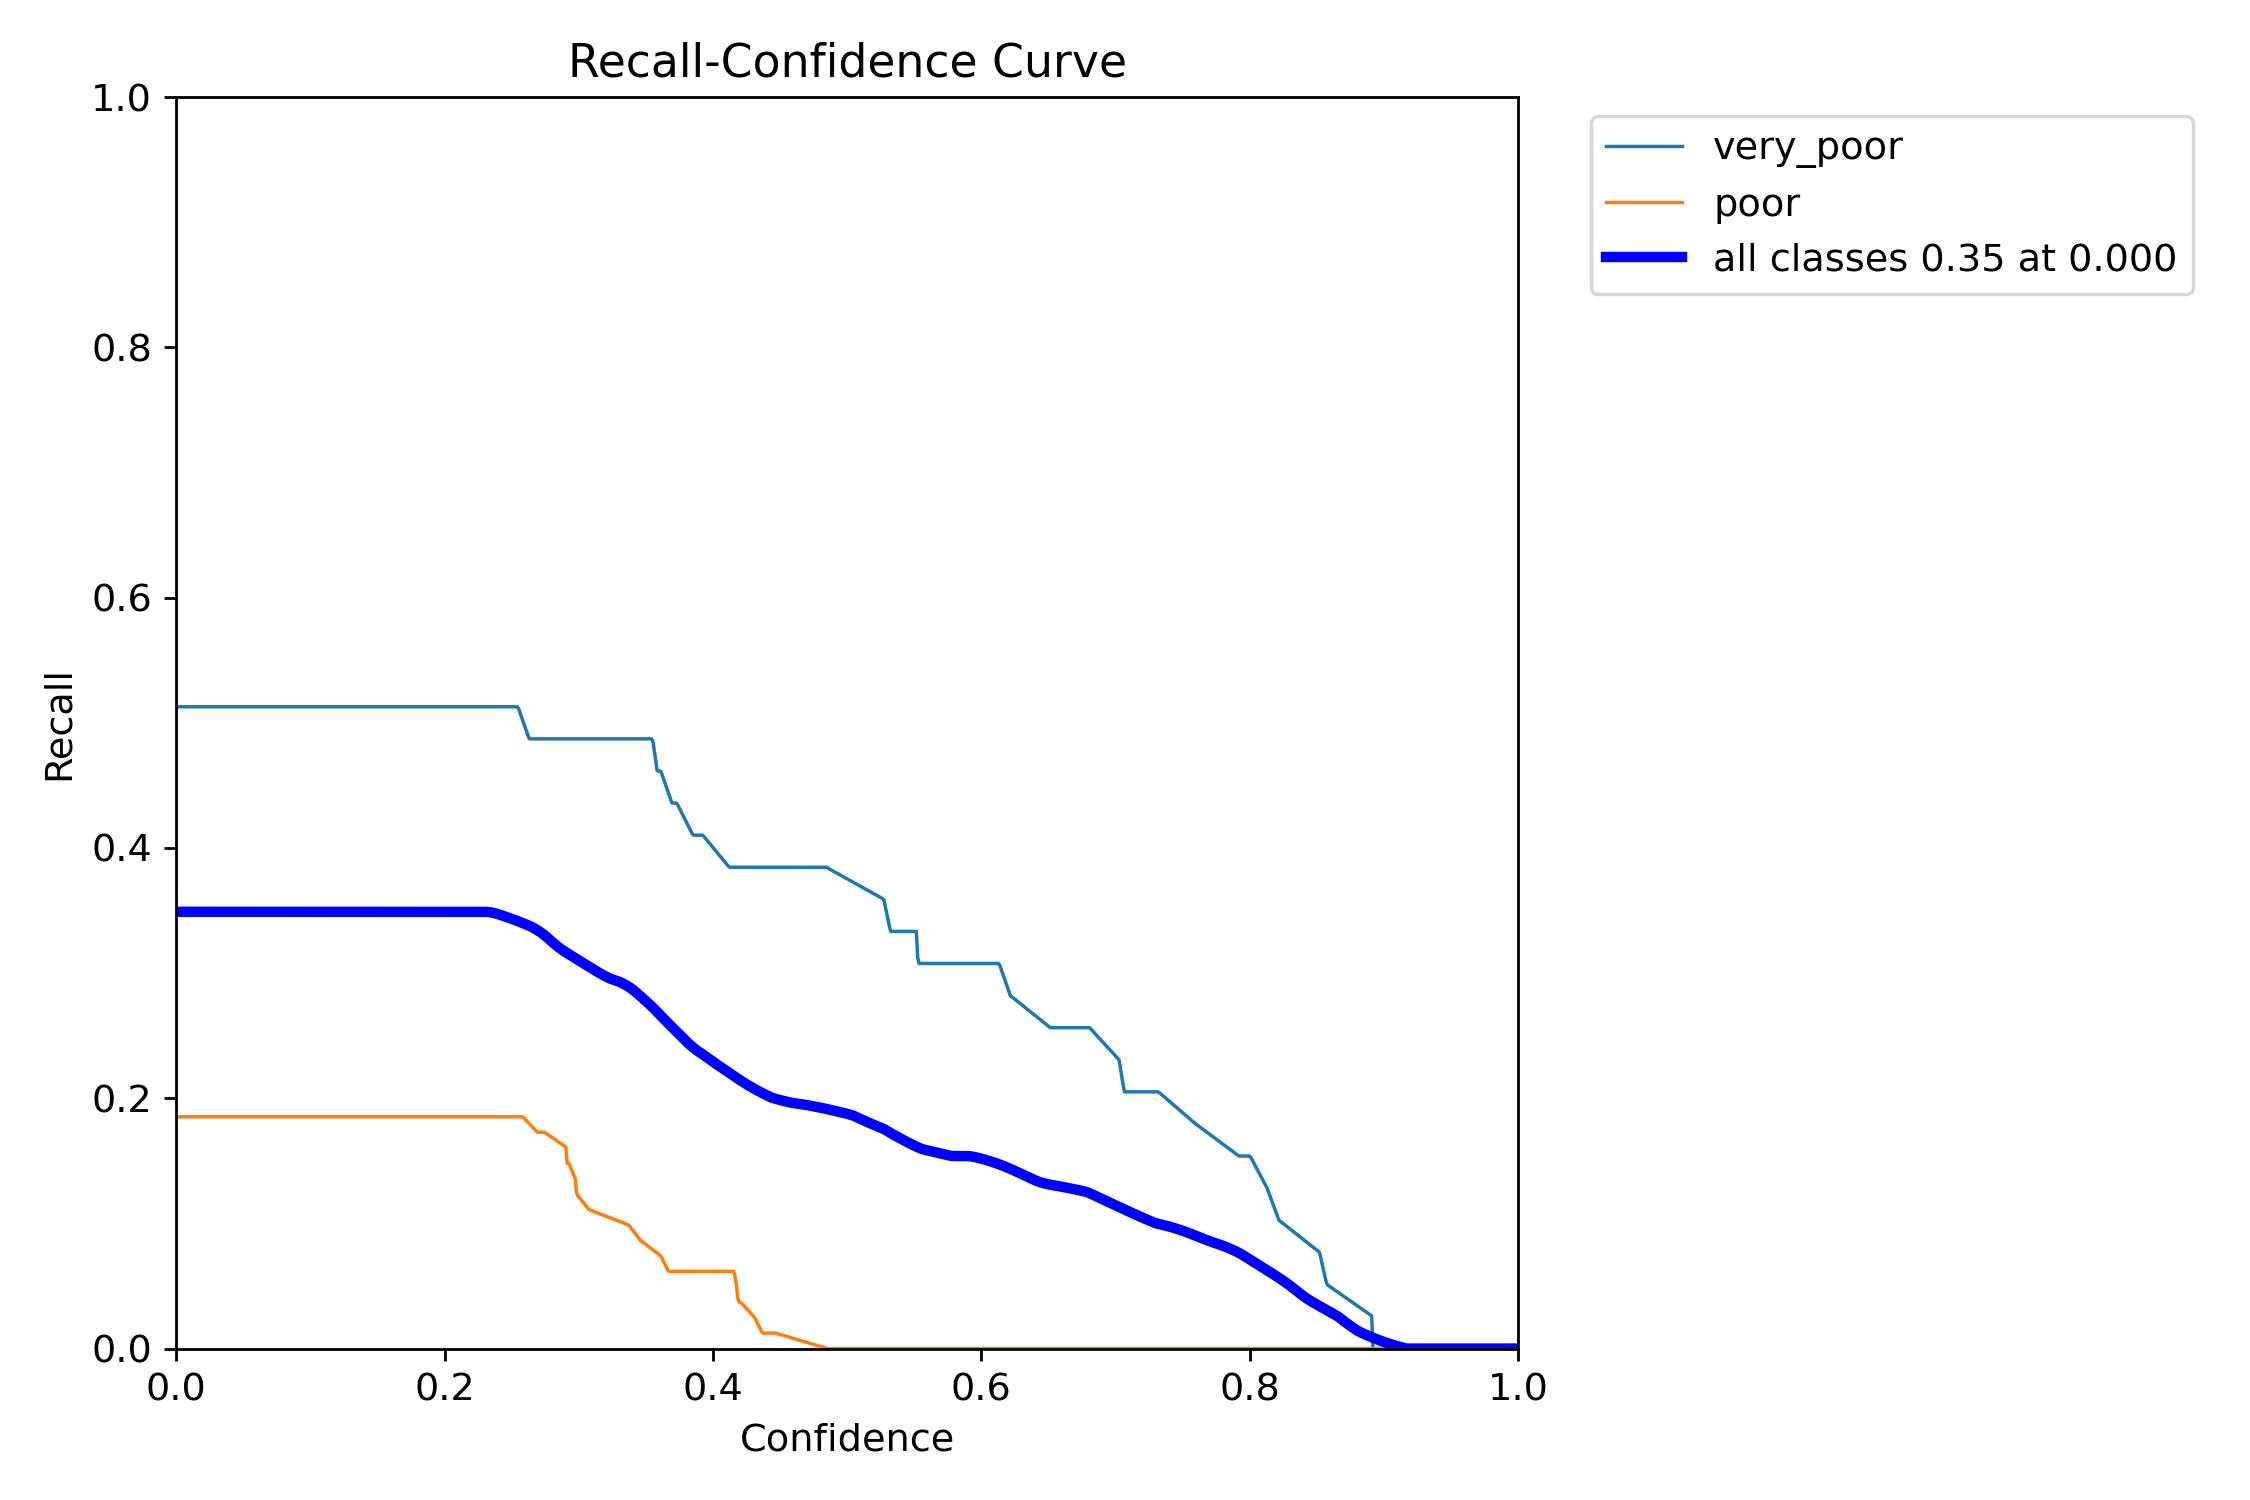 Recall-Confidence Curve
1.0
0.8
0.6
0.4
0.2
0.0
Recall
0.0 0.2 0.4 0.6 0.8 1.0
Confidence
very_poor
poor
all classes 0.35 at 0.000